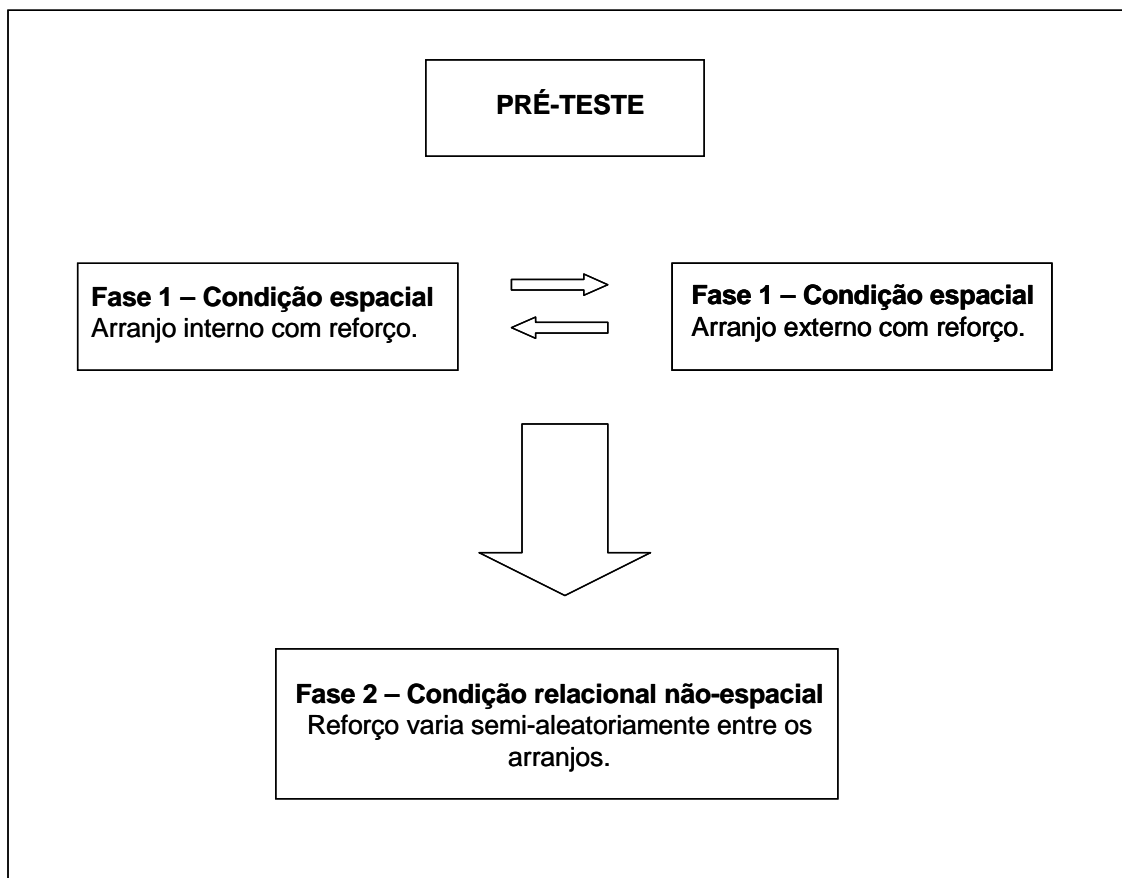 PRÉ-TESTE
Fase 1 – Condição espacial
Arranjo interno com reforço.
Fase 1 – Condição espacial
Arranjo externo com reforço.
Fase 2 – Condição relacional não-espacial
Reforço varia semi-aleatoriamente entre os
arranjos.